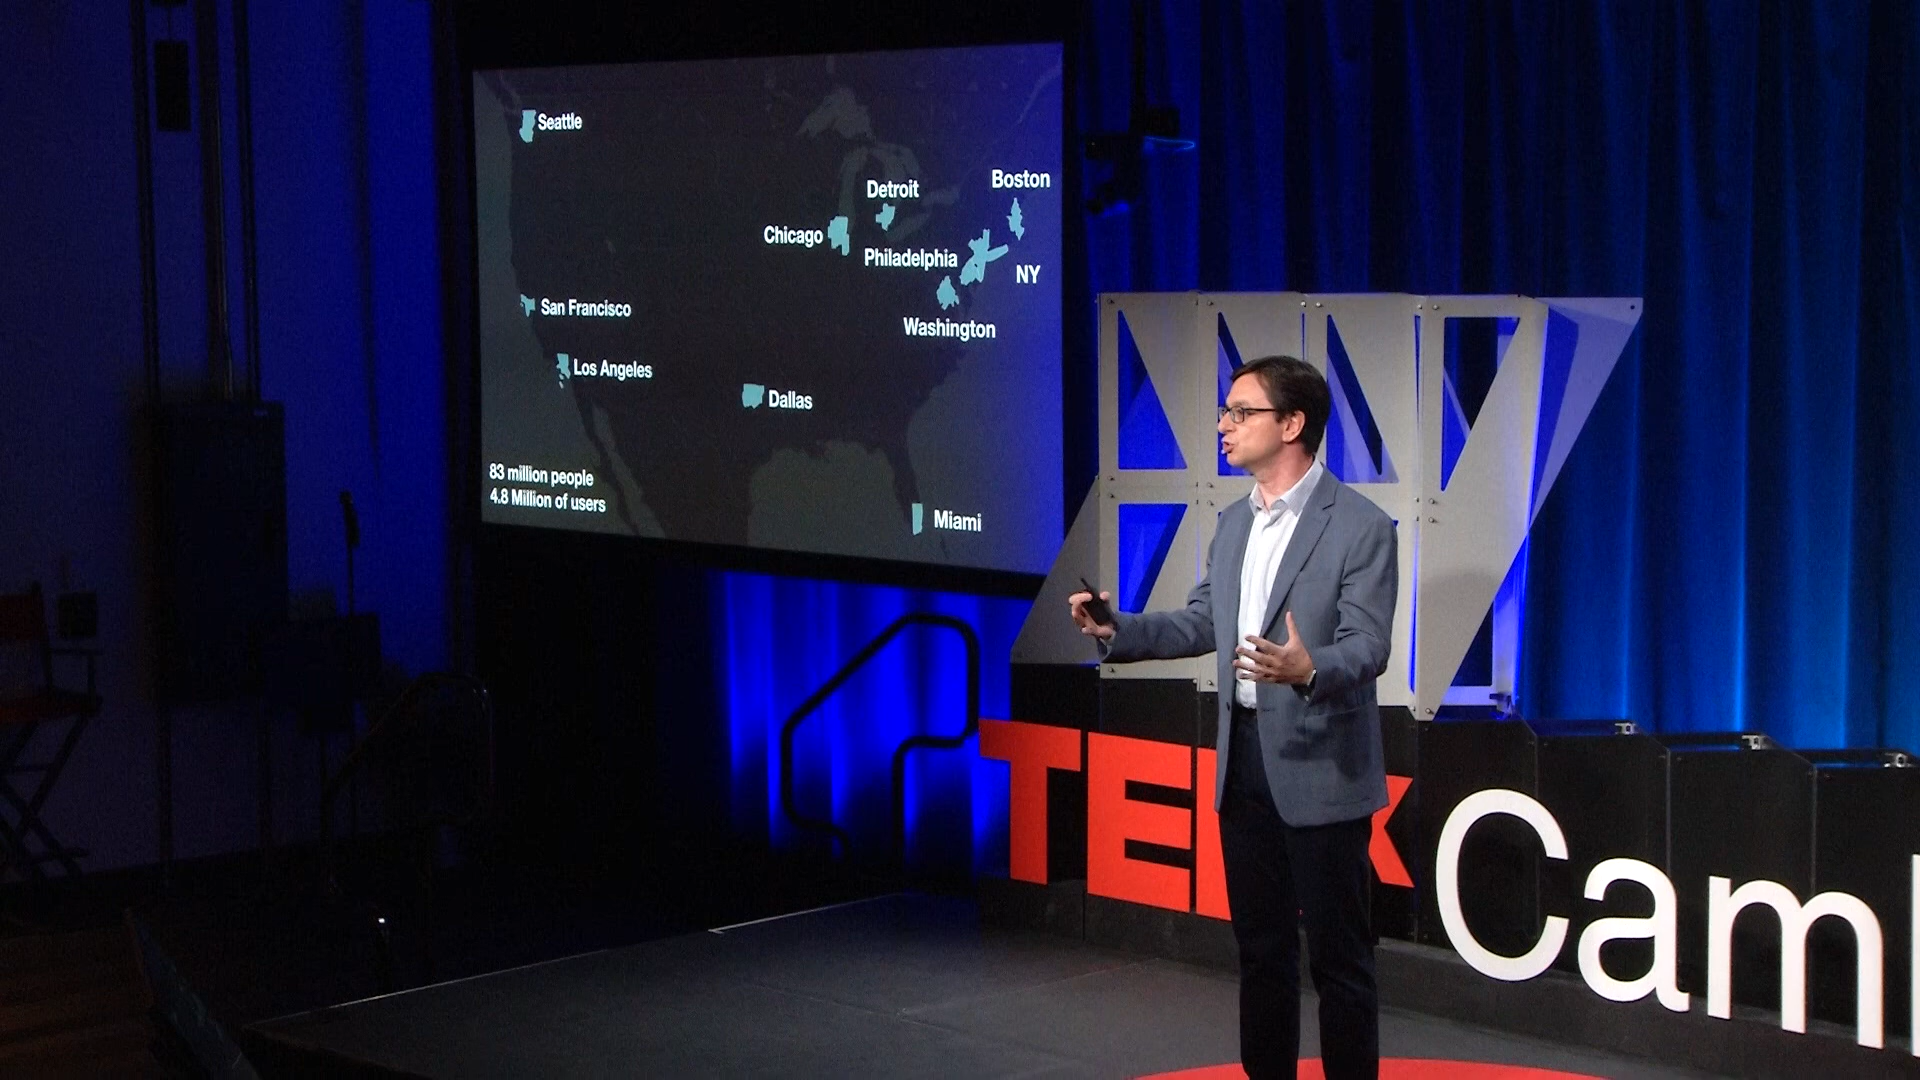 Seattle
Boston
Detroit
Chicago
Philadelphia
NY
San Francisco
Washington
Los Angeles
Dallas
83 million people
4.8 Million of users
Miami
TEDx Cam